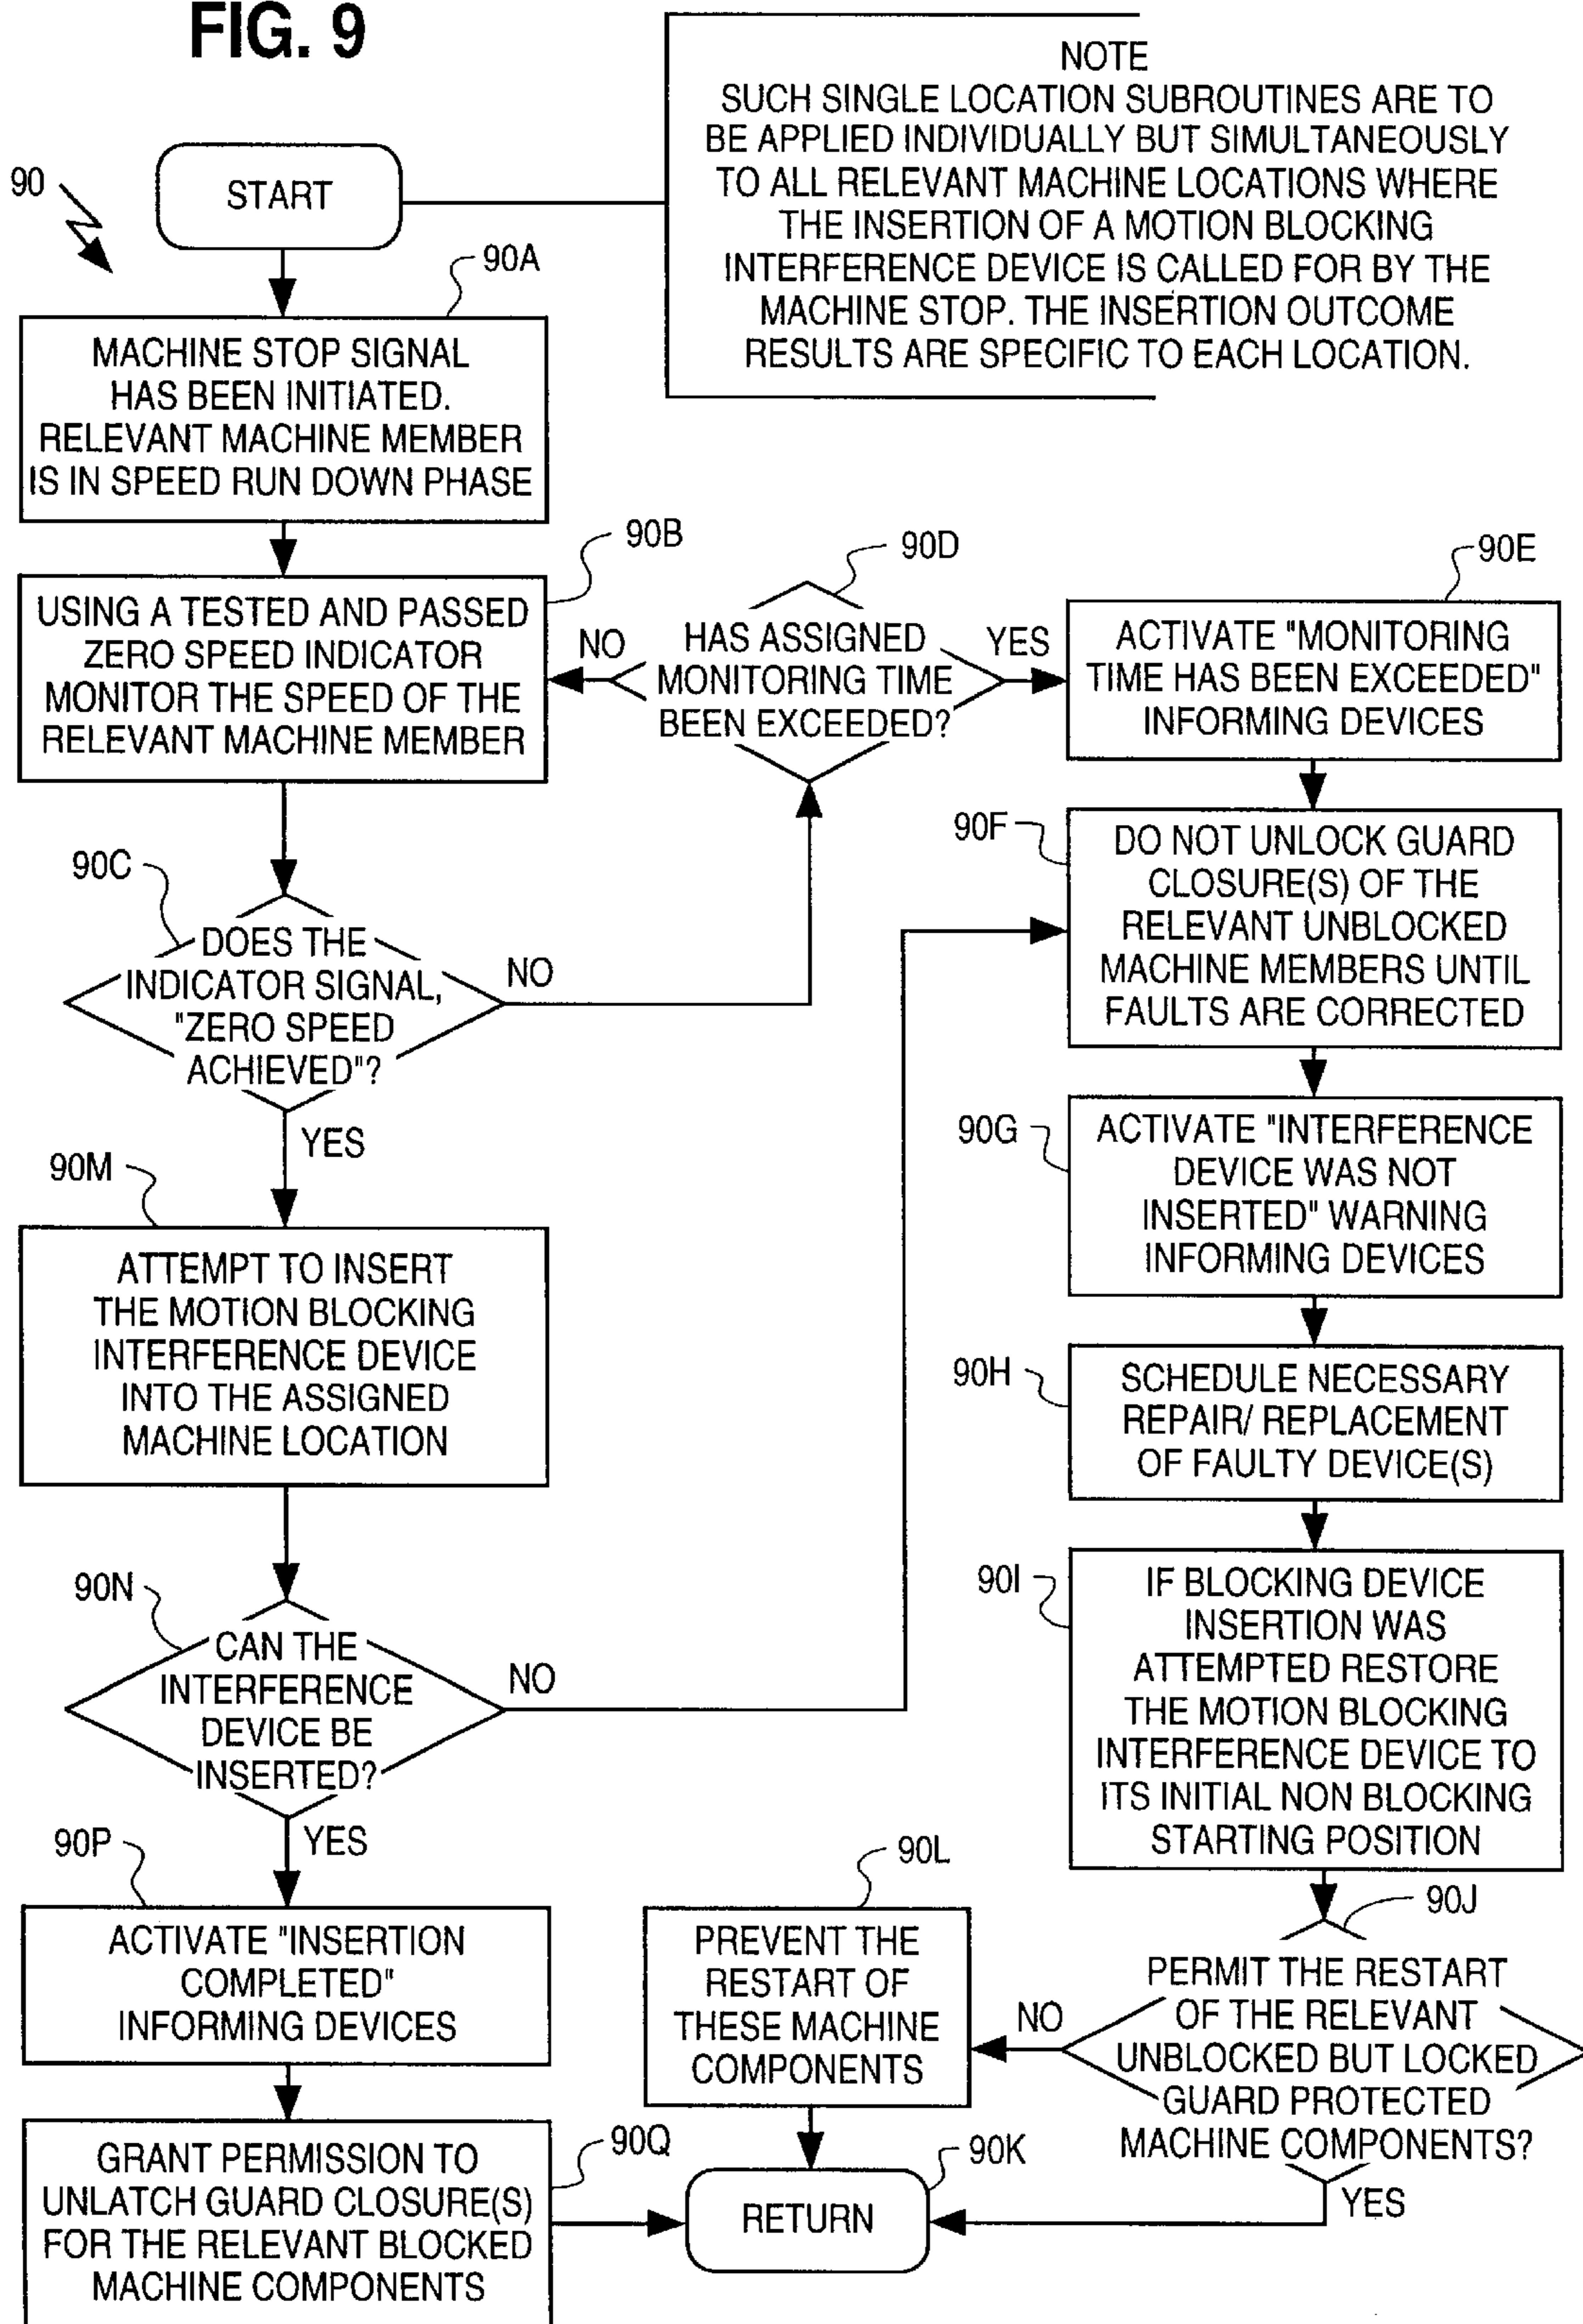 FIG. 9
NOTE
SUCH SINGLE LOCATION SUBROUTINES ARE TO
BE APPLIED INDIVIDUALLY BUT SIMULTANEOUSLY
TO ALL RELEVANT MACHINE LOCATIONS WHERE
THE INSERTION OF A MOTION BLOCKING
INTERFERENCE DEVICE IS CALLED FOR BY THE
MACHINE STOP. THE INSERTION OUTCOME
RESULTS ARE SPECIFIC TO EACH LOCATION.
90
START
90A
MACHINE STOP SIGNAL
HAS BEEN INITIATED.
RELEVANT MACHINE MEMBER
IS IN SPEED RUN DOWN PHASE
90B
USING A TESTED AND PASSED
ZERO SPEED INDICATOR
MONITOR THE SPEED OF THE
RELEVANT MACHINE MEMBER
90C
DOES THE
INDICATOR SIGNAL,
"ZERO SPEED
ACHIEVED"?
NO
YES
90D
HAS ASSIGNED
MONITORING TIME
BEEN EXCEEDED?
NO
YES
90E
ACTIVATE "MONITORING
TIME HAS BEEN EXCEEDED"
INFORMING DEVICES
90F
DO NOT UNLOCK GUARD
CLOSURE(S) OF THE
RELEVANT UNBLOCKED
MACHINE MEMBERS UNTIL
FAULTS ARE CORRECTED
90G
ACTIVATE "INTERFERENCE
DEVICE WAS NOT
INSERTED" WARNING
INFORMING DEVICES
90H
SCHEDULE NECESSARY
REPAIR/ REPLACEMENT
OF FAULTY DEVICE(S)
90I
IF BLOCKING DEVICE
INSERTION WAS
ATTEMPTED RESTORE
THE MOTION BLOCKING
INTERFERENCE DEVICE TO
ITS INITIAL NON BLOCKING
STARTING POSITION
90J
PERMIT THE RESTART
OF THE RELEVANT
UNBLOCKED BUT LOCKED
GUARD PROTECTED
MACHINE COMPONENTS?
NO
YES
90L
PREVENT THE
RESTART OF
THESE MACHINE
COMPONENTS
90K
RETURN
90M
ATTEMPT TO INSERT
THE MOTION BLOCKING
INTERFERENCE DEVICE
INTO THE ASSIGNED
MACHINE LOCATION
90N
CAN THE
INTERFERENCE
DEVICE BE
INSERTED?
NO
YES
90P
ACTIVATE "INSERTION
COMPLETED"
INFORMING DEVICES
90Q
GRANT PERMISSION TO
UNLATCH GUARD CLOSURE(S)
FOR THE RELEVANT BLOCKED
MACHINE COMPONENTS